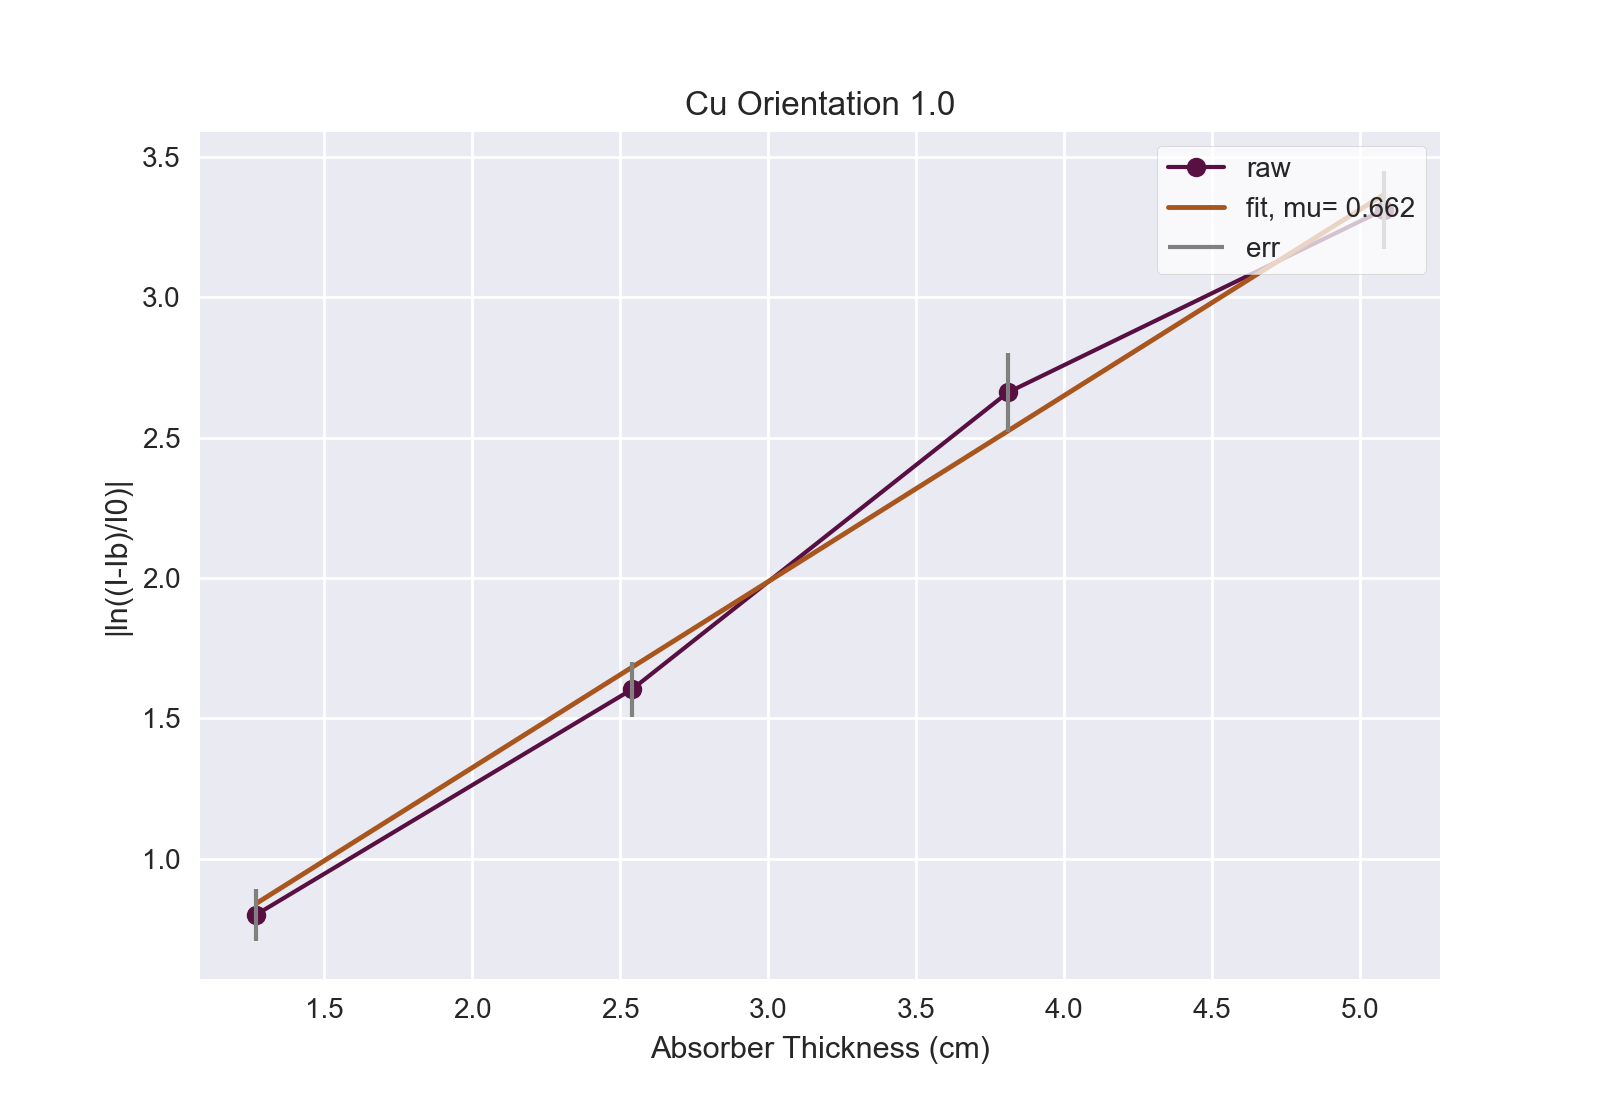 Cu Orientation 1.0
3.5
3.0
2.5
2.0
1.5
1.0
|ln((I-Ib)/I0)|
raw
fit, mu= 0.662
err
1.5 2.0 2.5 3.0 3.5 4.0 4.5 5.0
Absorber Thickness (cm)